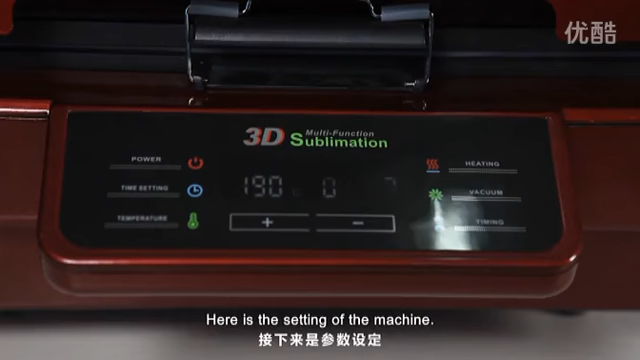 优酷
3D Multi-Function
Sublimation
POWER
TIME SETTING
TEMPERATURE
190 0
+ −
HEATING
VACUUM
TIMING
Here is the setting of the machine.
接下来是参数设定